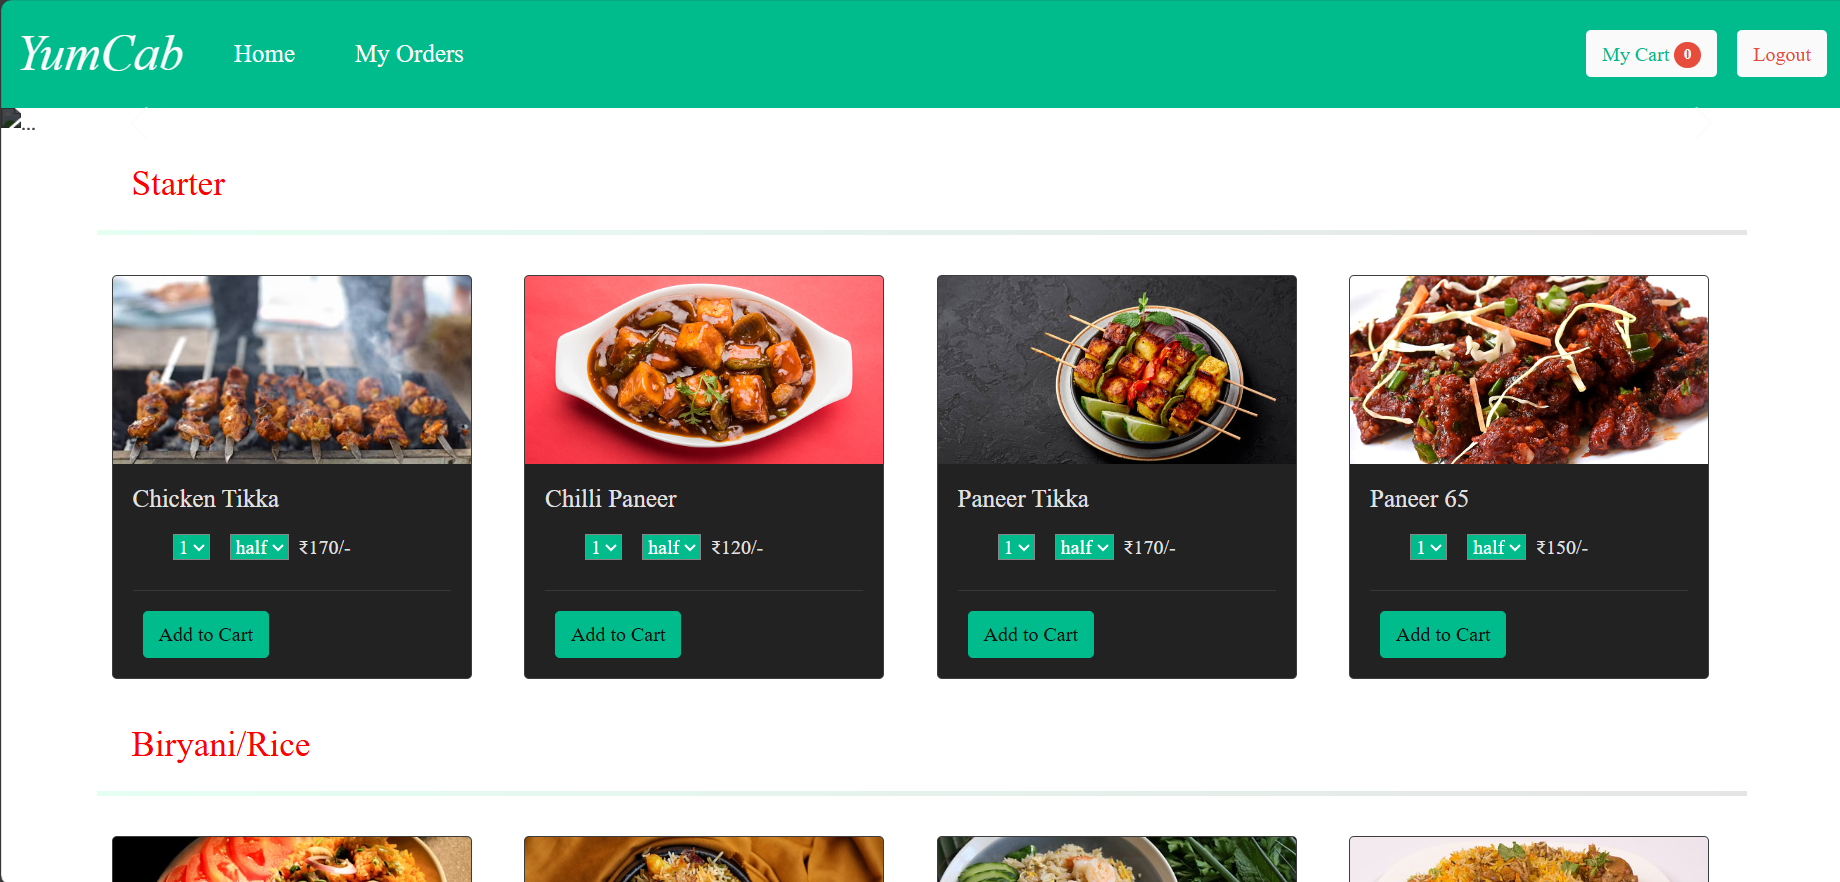 YumCab Home My Orders My Cart 0 Logout
...
Starter
Chicken Tikka Chilli Paneer Paneer Tikka Paneer 65
1 half ₹170/- 1 half ₹120/- 1 half ₹170/- 1 half ₹150/-
Add to Cart Add to Cart Add to Cart Add to Cart
Biryani/Rice